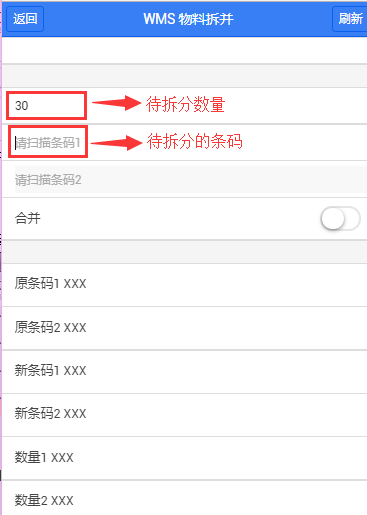 返回 WMS 物料拆并 刷新
30 待拆分数量
请扫描条码1 待拆分的条码
请扫描条码2
合并
原条码1 XXX
原条码2 XXX
新条码1 XXX
新条码2 XXX
数量1 XXX
数量2 XXX